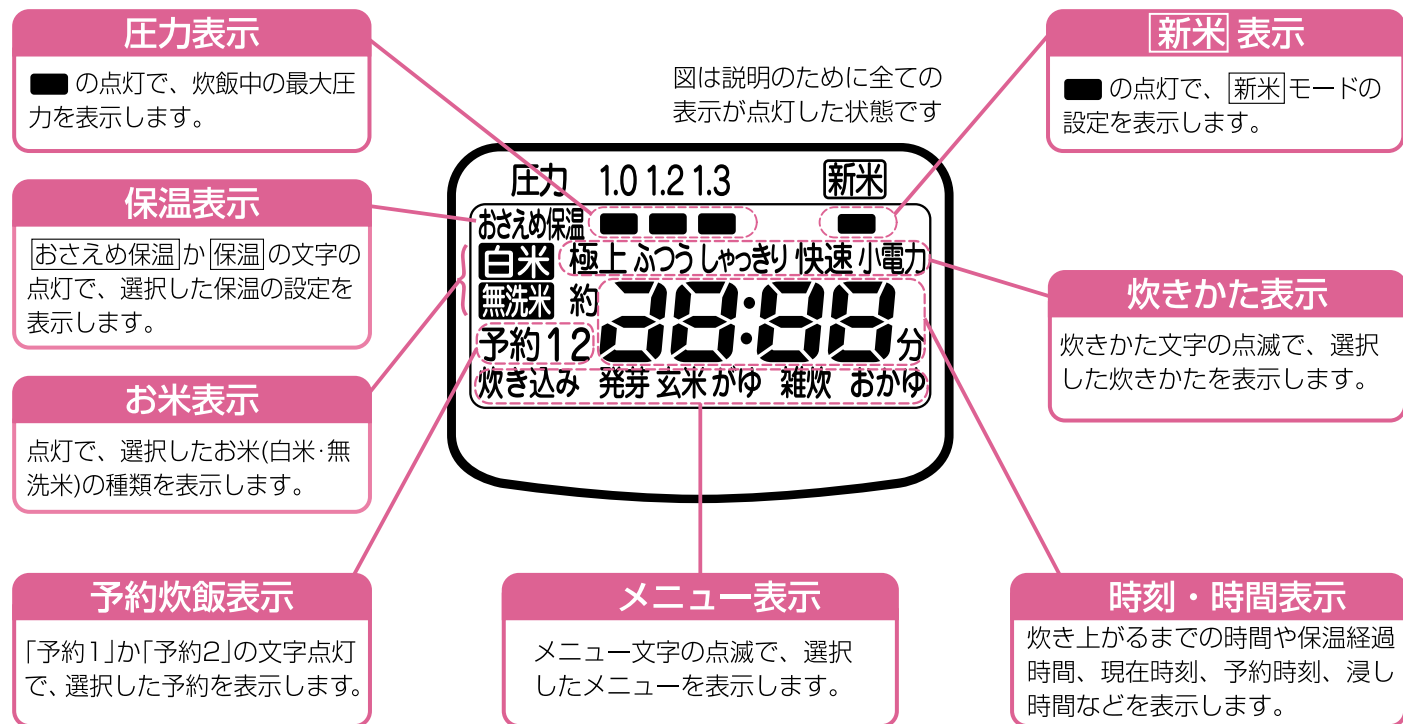 圧力表示
の点灯で、炊飯中の最大圧
力を表示します。
図は説明のために全ての
表示が点灯した状態です
新米 表示
の点灯で、新米モードの
設定を表示します。
保温表示
おさえめ保温か保温の文字の
点灯で、選択した保温の設定を
表示します。
圧力 1.0 1.2 1.3 新米
おさえめ保温
白米 極上 ふつう しゃっきり 快速 小電力
無洗米 約 28:88 分
予約 1 2
炊き込み 発芽 玄米 がゆ 雑炊 おかゆ
炊きかた表示
炊きかた文字の点滅で、選択
した炊きかたを表示します。
お米表示
点灯で、選択したお米(白米・無
洗米)の種類を表示します。
予約炊飯表示
「予約1」か「予約2」の文字点灯
で、選択した予約を表示します。
メニュー表示
メニュー文字の点滅で、選択
したメニューを表示します。
時刻・時間表示
炊き上がるまでの時間や保温経過
時間、現在時刻、予約時刻、浸し
時間などを表示します。